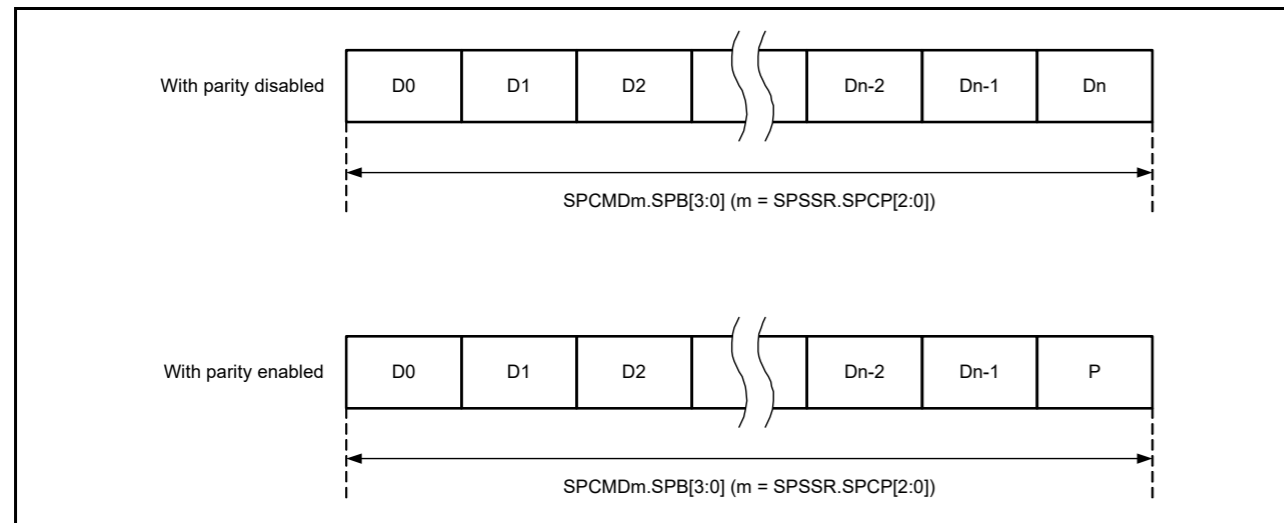 With parity disabled D0 D1 D2 Dn-2 Dn-1 Dn
SPCMDm.SPB[3:0] (m = SPSSR.SPCP[2:0])
With parity enabled D0 D1 D2 Dn-2 Dn-1 P
SPCMDm.SPB[3:0] (m = SPSSR.SPCP[2:0])